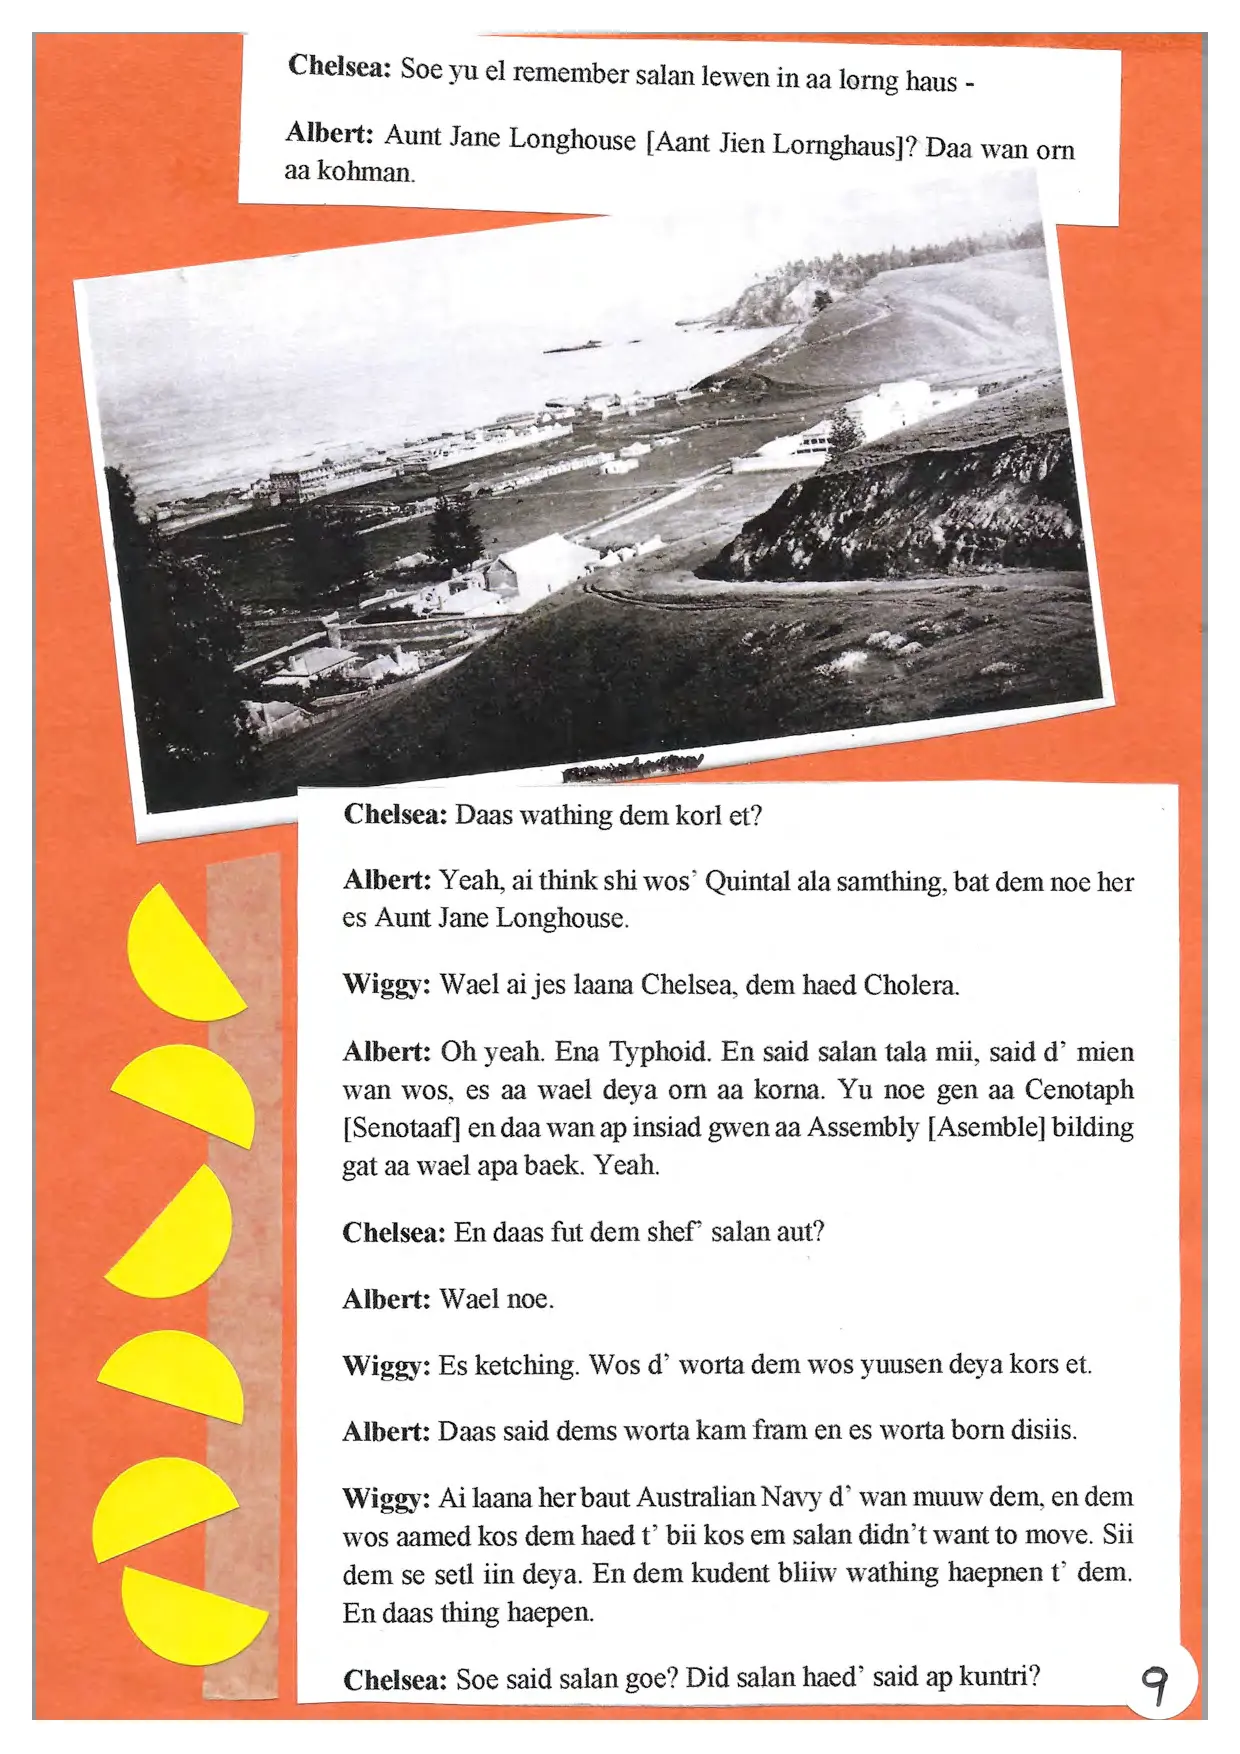 Chelsea: Soe yu el remember salan lewen in aa lorng haus -
Albert: Aunt Jane Longhouse [Aant Jien Lornghaus]? Daa wan orn
aa kohman.
Chelsea: Daas wathing dem korl et?
Albert: Yeah, ai think shi wos’ Quintal ala samthing, bat dem noe her
es Aunt Jane Longhouse.
Wiggy: Wael ai jes laana Chelsea, dem haed Cholera.
Albert: Oh yeah. Ena Typhoid. En said salan tala mii, said d’ mien
wan wos, es aa wael deya orn aa korna. Yu noe gen aa Cenotaph
[Senotaaf] en daa wan ap insiad gwen aa Assembly [Asemble] bilding
gat aa wael apa baek. Yeah.
Chelsea: En daas fut dem shef’ salan aut?
Albert: Wael noe.
Wiggy: Es ketching. Wos d’ worta dem wos yuusen deya kors et.
Albert: Daas said dems worta kam fram en es worta born disiis.
Wiggy: Ai laana her baut Australian Navy d’ wan muuw dem, en dem
wos aamed kos dem haed t’ bii kos em salan didn’t want to move. Sii
dem se setl iin deya. En dem kudent bliiw wathing haepnen t’ dem.
En daas thing haepen.
Chelsea: Soe said salan goe? Did salan haed’ said ap kuntri?
9